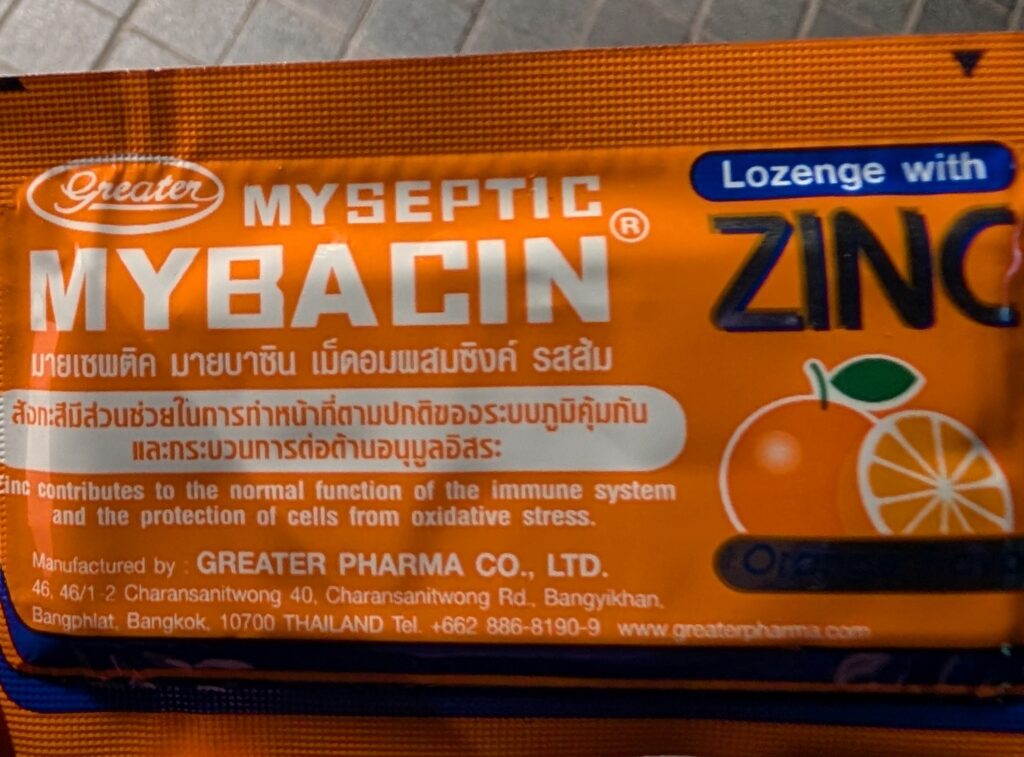 Greater
MYSEPTIC
MYBACIN®
มายเซพติค มายบาซิน เม็ดอมผสมซิงค์ รสส้ม
สังกะสีมีส่วนช่วยในการทำหน้าที่ตามปกติของระบบภูมิคุ้มกัน
และกระบวนการต่อต้านอนุมูลอิสระ
contributes to the normal function of the immune system
and the protection of cells from oxidative stress.
Manufactured by : GREATER PHARMA CO., LTD.
46, 46/1-2 Charansanitwong 40, Charansanitwong Rd., Bangyikhan,
Bangphlat, Bangkok, 10700 THAILAND Tel. +662 886-8190-9 www.greaterpharma.com
Lozenge with
ZINC